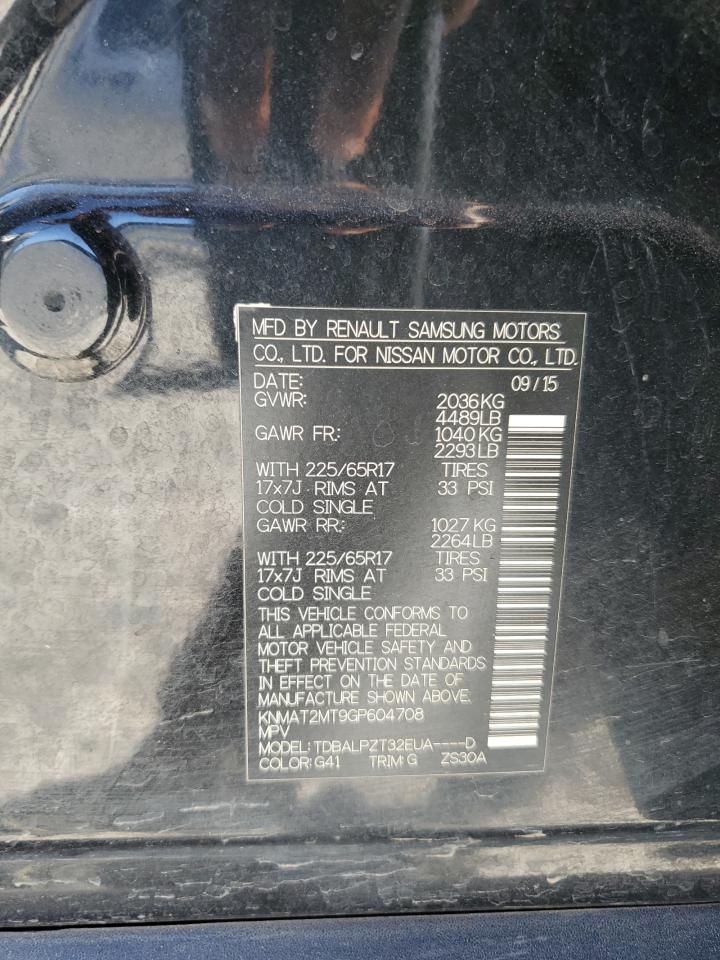 MFD BY RENAULT SAMSUNG MOTORS
CO., LTD. FOR NISSAN MOTOR CO., LTD.
DATE: 09/15
GVWR: 2036KG
4489LB
GAWR FR.: 1040KG
2293LB
WITH 225/65R17 TIRES
17x7J RIMS AT 33 PSI
COLD SINGLE
GAWR RR.: 1027KG
2264LB
WITH 225/65R17 TIRES
17x7J RIMS AT 33 PSI
COLD SINGLE
THIS VEHICLE CONFORMS TO
ALL APPLICABLE FEDERAL
MOTOR VEHICLE SAFETY AND
THEFT PREVENTION STANDARDS
IN EFFECT ON THE DATE OF
MANUFACTURE SHOWN ABOVE.
KNMAT2MT9GP604708
MPV
MODEL: TDBALPZT32EUA----D
COLOR: G41 TRIM: G ZS30A